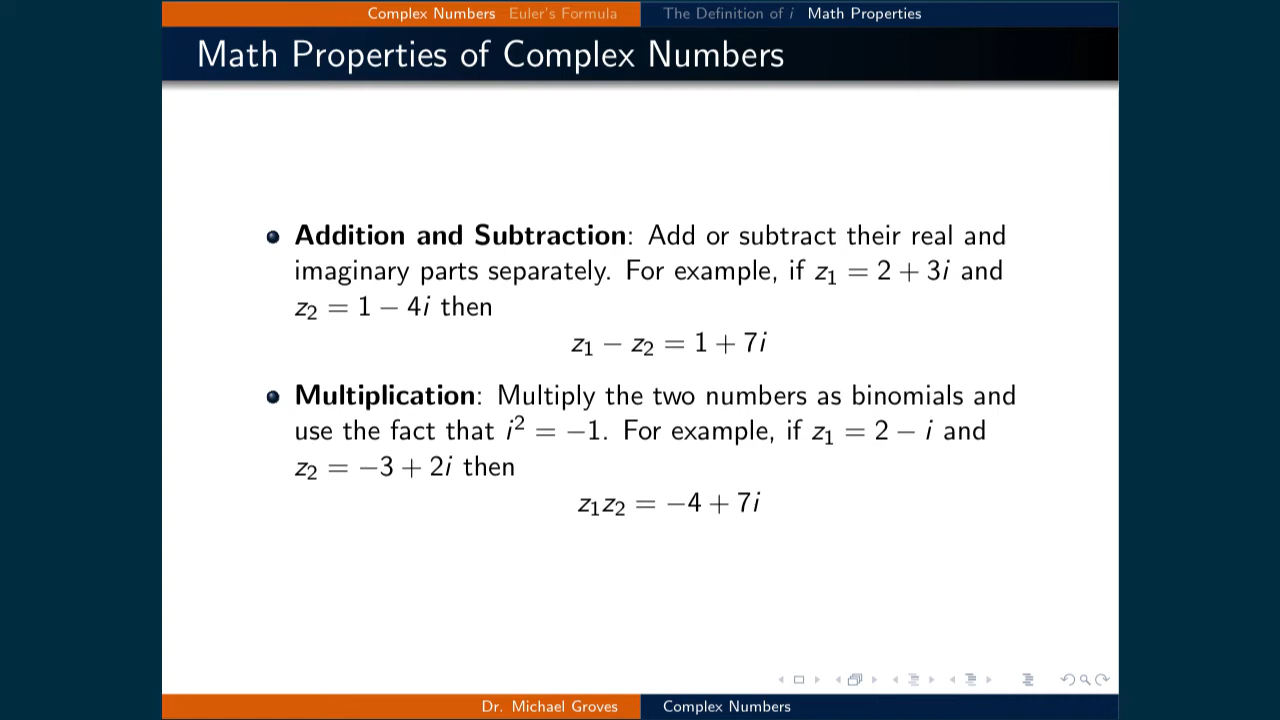 Complex Numbers Euler's Formula The Definition of i Math Properties
Math Properties of Complex Numbers
Addition and Subtraction: Add or subtract their real and
imaginary parts separately. For example, if z₁ = 2 + 3i and
z₂ = 1 − 4i then
z₁ − z₂ = 1 + 7i
Multiplication: Multiply the two numbers as binomials and
use the fact that i² = −1. For example, if z₁ = 2 − i and
z₂ = −3 + 2i then
z₁z₂ = −4 + 7i
Dr. Michael Groves Complex Numbers